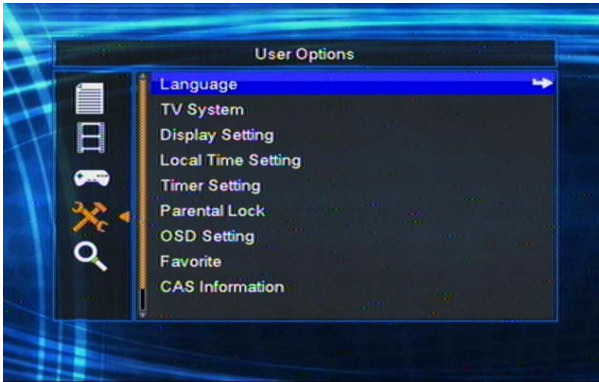 User Options
Language
TV System
Display Setting
Local Time Setting
Timer Setting
Parental Lock
OSD Setting
Favorite
CAS Information